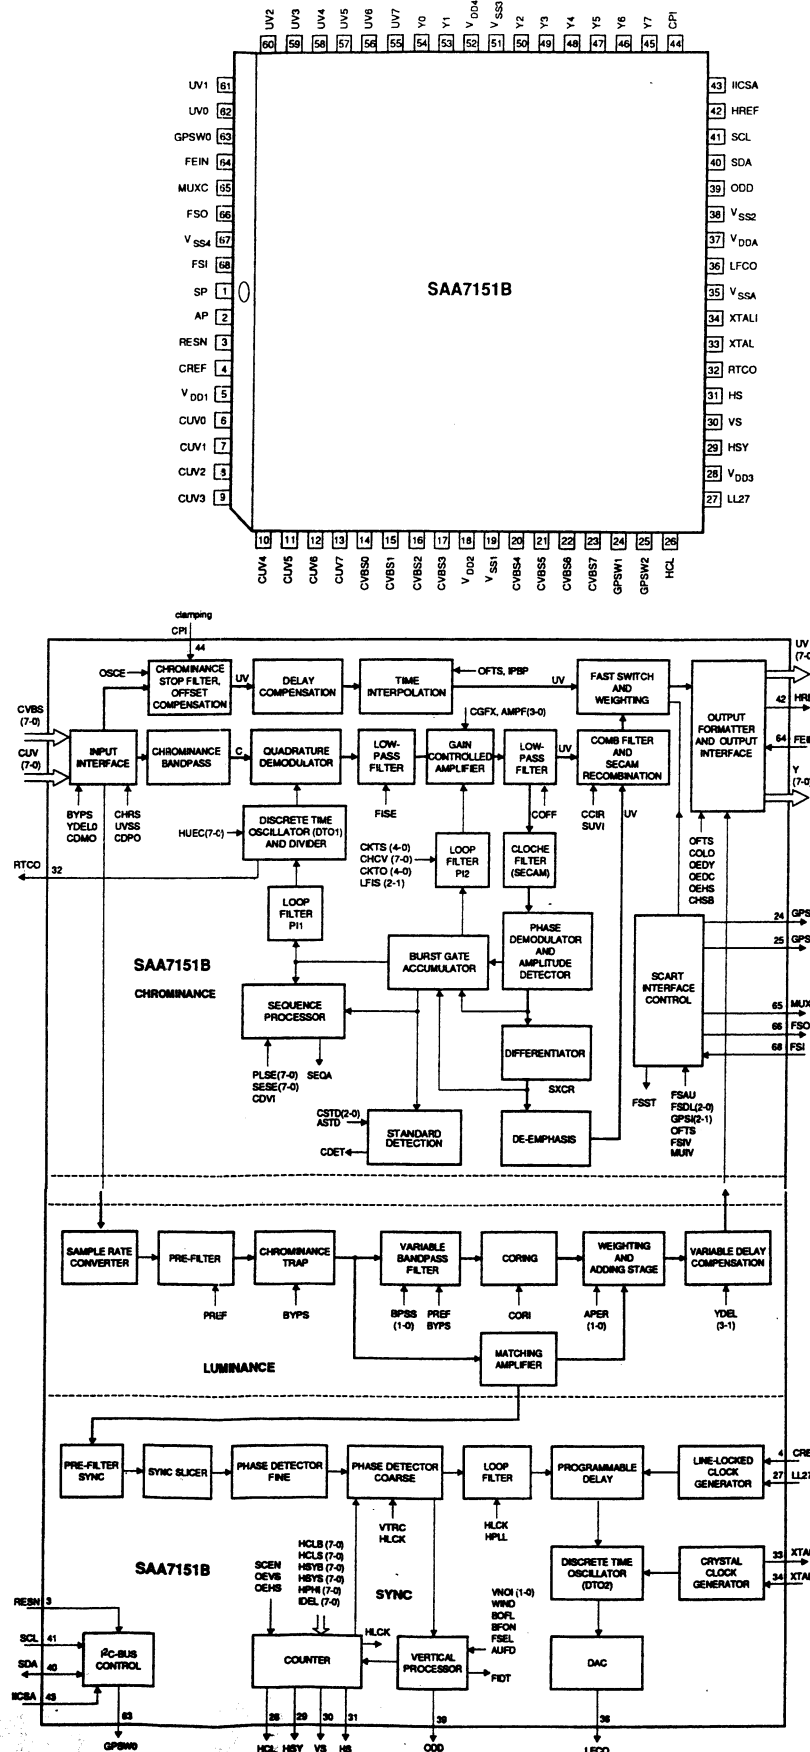 UV2 UV3 UV4 UV5 UV6 UV7 Y0 Y1 VDD4 VSS3 Y2 Y3 Y4 Y5 Y6 Y7 CPI
60 59 58 57 56 55 54 53 52 51 50 49 48 47 46 45 44
UV1 61
UV0 62
GPSW0 63
FEIN 64
MUXC 65
FSO 66
VSS4 67
FSI 68
SP 1
AP 2
RESN 3
CREF 4
VDD1 5
CUV0 6
CUV1 7
CUV2 8
CUV3 9
SAA7151B
43 IICSA
42 HREF
41 SCL
40 SDA
39 ODD
38 VSS2
37 VDDA
36 LFCO
35 VSSA
34 XTALI
33 XTAL
32 RTCO
31 HS
30 VS
29 HSY
28 VDD3
27 LL27
10 11 12 13 14 15 16 17 18 19 20 21 22 23 24 25 26
CUV4 CUV5 CUV6 CUV7 CVBS0 CVBS1 CVBS2 CVBS3 VDD2 VSS1 CVBS4 CVBS5 CVBS6 CVBS7 GPSW1 GPSW2 HCL
clamping
CPI
44
OSCE
CHROMINANCE
STOP FILTER,
OFFSET
COMPENSATION
UV
DELAY
COMPENSATION
TIME
INTERPOLATION
OFTS, IPBP
UV
FAST SWITCH
AND
WEIGHTING
OUTPUT
FORMATTER
AND OUTPUT
INTERFACE
UV
(7-0
42 HRE
64 FEI
Y
(7-0)
CVBS
(7-0)
CUV
(7-0)
INPUT
INTERFACE
CHROMINANCE
BANDPASS
C
QUADRATURE
DEMODULATOR
LOW-
PASS
FILTER
CGFX, AMPF(3-0)
GAIN
CONTROLLED
AMPLIFIER
LOW-
PASS
FILTER
UV
COMB FILTER
AND
SECAM
RECOMBINATION
BYPS
YDEL0
CDMO
CHRS
UVSS
CDPO
FISE
COFF
CCIR
SUVI
UV
OFTS
COLO
OEDY
OEDC
OEHS
CHSB
HUEC(7-0)
DISCRETE TIME
OSCILLATOR (DTO1)
AND DIVIDER
CKTS (4-0)
CHCV (7-0)
CKTO (4-0)
LFIS (2-1)
LOOP
FILTER
PI2
CLOCHE
FILTER
(SECAM)
RTCO 32
LOOP
FILTER
PI1
SAA7151B
CHROMINANCE
BURST GATE
ACCUMULATOR
PHASE
DEMODULATOR
AND
AMPLITUDE
DETECTOR
SEQUENCE
PROCESSOR
SCART
INTERFACE
CONTROL
24 GPS
25 GPS
65 MUX
66 FSO
68 FSI
DIFFERENTIATOR
PLSE(7-0)
SESE(7-0)
CDVI
SEQA
SXCR
FSST
FSAU
FSDL(2-0)
GPSI(2-1)
OFTS
FSIV
MUIV
CSTD(2-0)
ASTD
CDET
STANDARD
DETECTION
DE-EMPHASIS
SAMPLE RATE
CONVERTER
PRE-FILTER
CHROMINANCE
TRAP
VARIABLE
BANDPASS
FILTER
CORING
WEIGHTING
AND
ADDING STAGE
VARIABLE DELAY
COMPENSATION
PREF
BYPS
BPSS
(1-0)
PREF
BYPS
CORI
APER
(1-0)
YDEL
(3-1)
MATCHING
AMPLIFIER
LUMINANCE
PRE-FILTER
SYNC
SYNC SLICER
PHASE DETECTOR
FINE
PHASE DETECTOR
COARSE
LOOP
FILTER
PROGRAMMABLE
DELAY
LINE-LOCKED
CLOCK
GENERATOR
4 CRE
27 LL27
VTRC
HLCK
HLCK
HPLL
SAA7151B
SCEN
OEVS
OEHS
HCLB (7-0)
HCLS (7-0)
HSYB (7-0)
HSYS (7-0)
HPHI (7-0)
IDEL (7-0)
SYNC
DISCRETE TIME
OSCILLATOR
(DTO2)
CRYSTAL
CLOCK
GENERATOR
33 XTAL
34 XTAL
VNOI (1-0)
WIND
BOFL
BFON
FSEL
AUFD
FIDT
RESN 3
SCL 41
SDA 40
IICSA 43
I²C-BUS
CONTROL
COUNTER
HLCK
VERTICAL
PROCESSOR
DAC
63 26 29 30 31 39 36
GPSW0 HCL HSY VS HS ODD LFCO